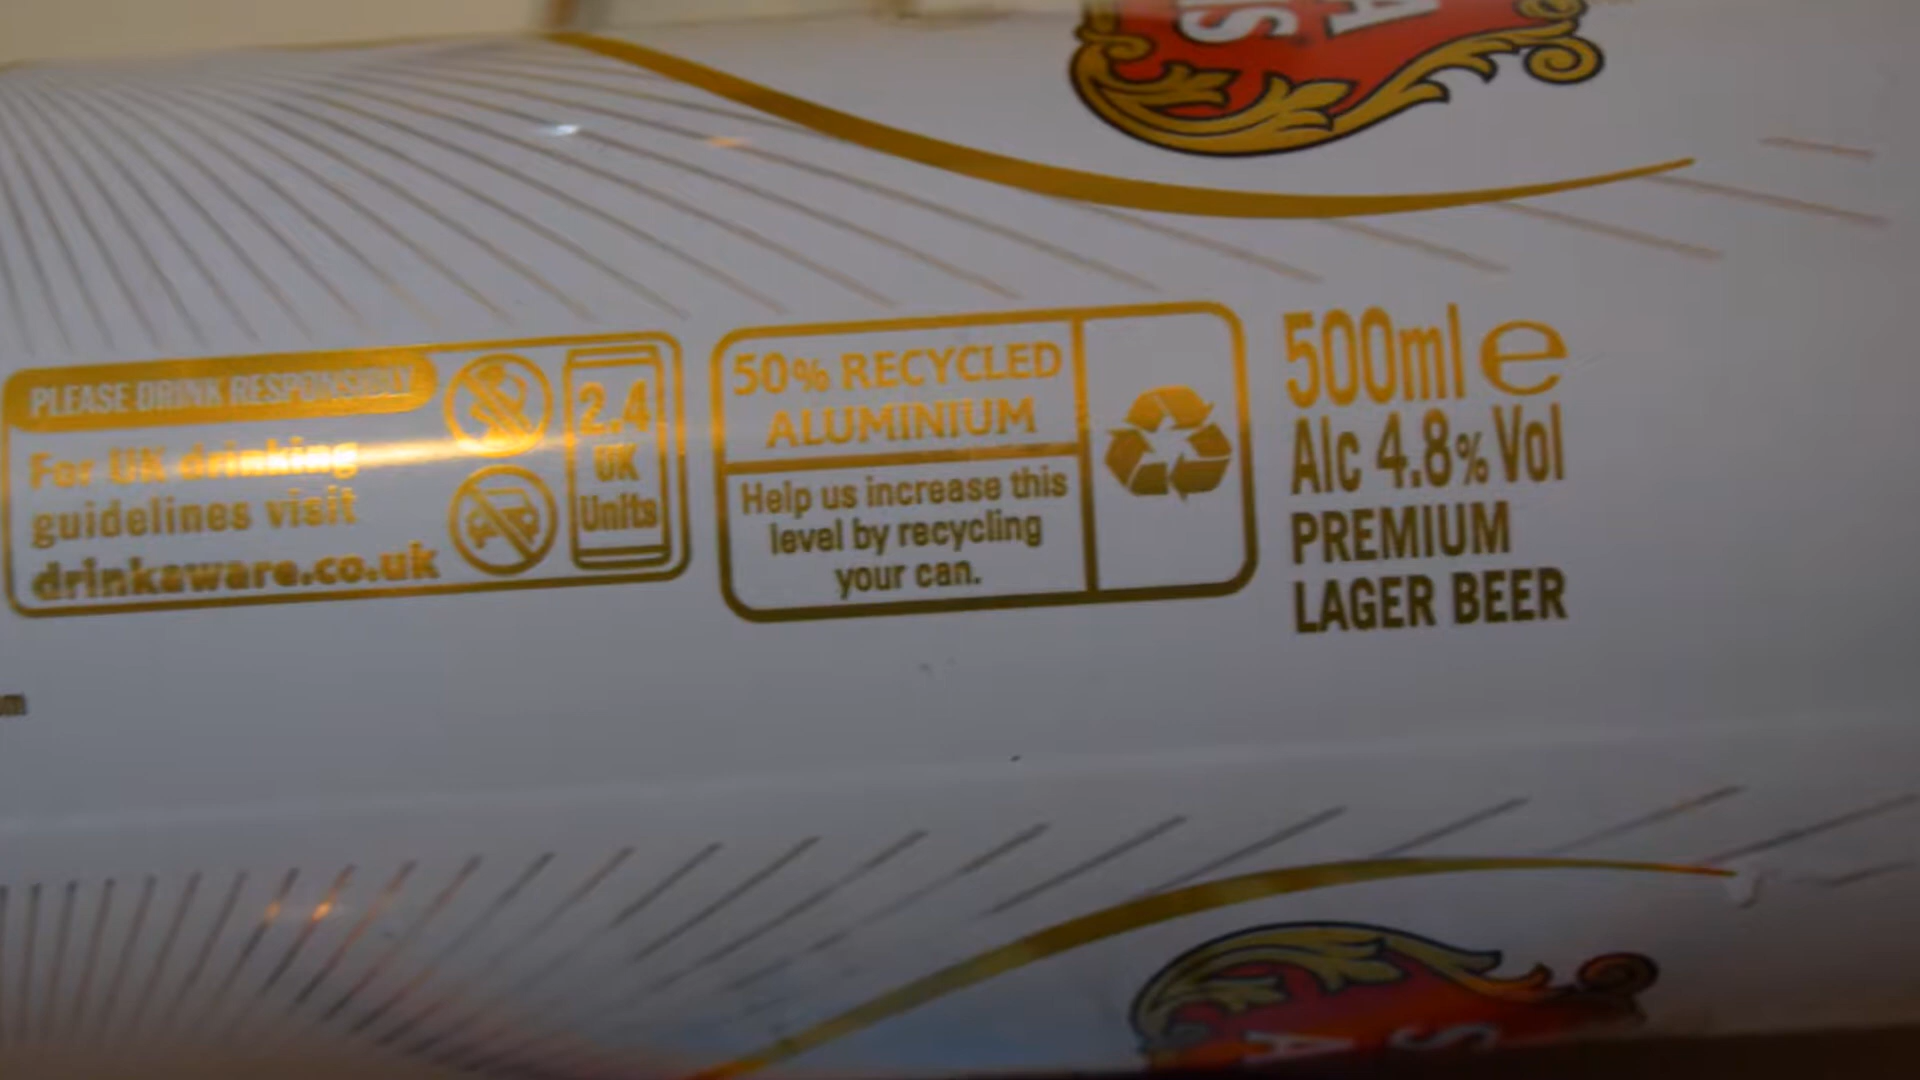 A
IS
PLEASE DRINK RESPONSIBLY
For UK drinking
guidelines visit
drinkaware.co.uk
2.4
UK
Units
50% RECYCLED
ALUMINIUM
Help us increase this
level by recycling
your can.
500ml e
Alc 4.8% Vol
PREMIUM
LAGER BEER
A
S